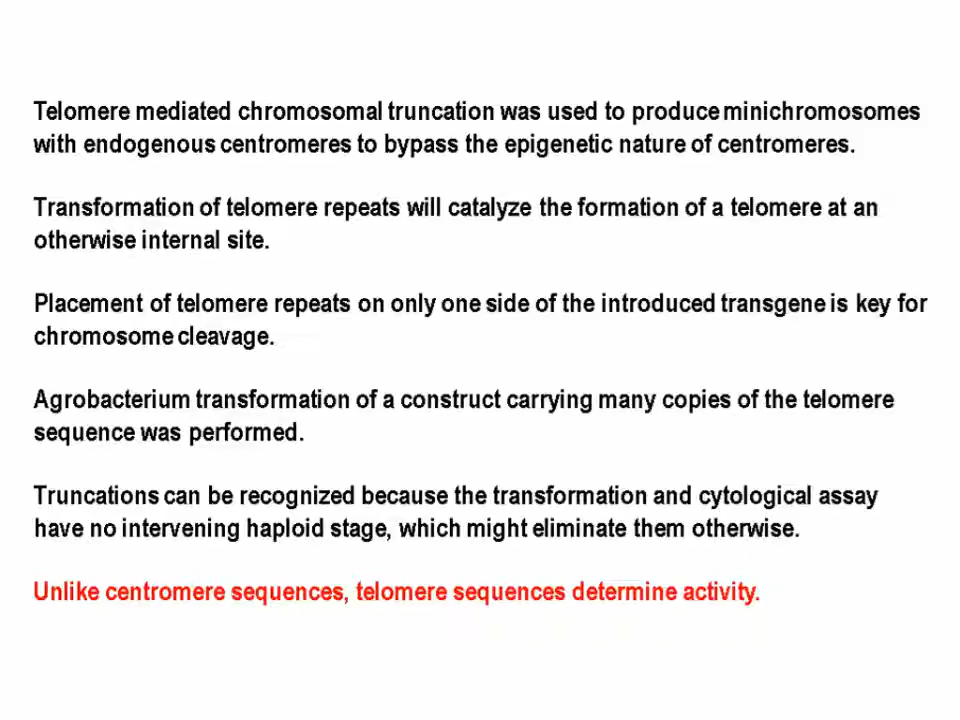 Telomere mediated chromosomal truncation was used to produce minichromosomes
with endogenous centromeres to bypass the epigenetic nature of centromeres.
Transformation of telomere repeats will catalyze the formation of a telomere at an
otherwise internal site.
Placement of telomere repeats on only one side of the introduced transgene is key for
chromosome cleavage.
Agrobacterium transformation of a construct carrying many copies of the telomere
sequence was performed.
Truncations can be recognized because the transformation and cytological assay
have no intervening haploid stage, which might eliminate them otherwise.
Unlike centromere sequences, telomere sequences determine activity.